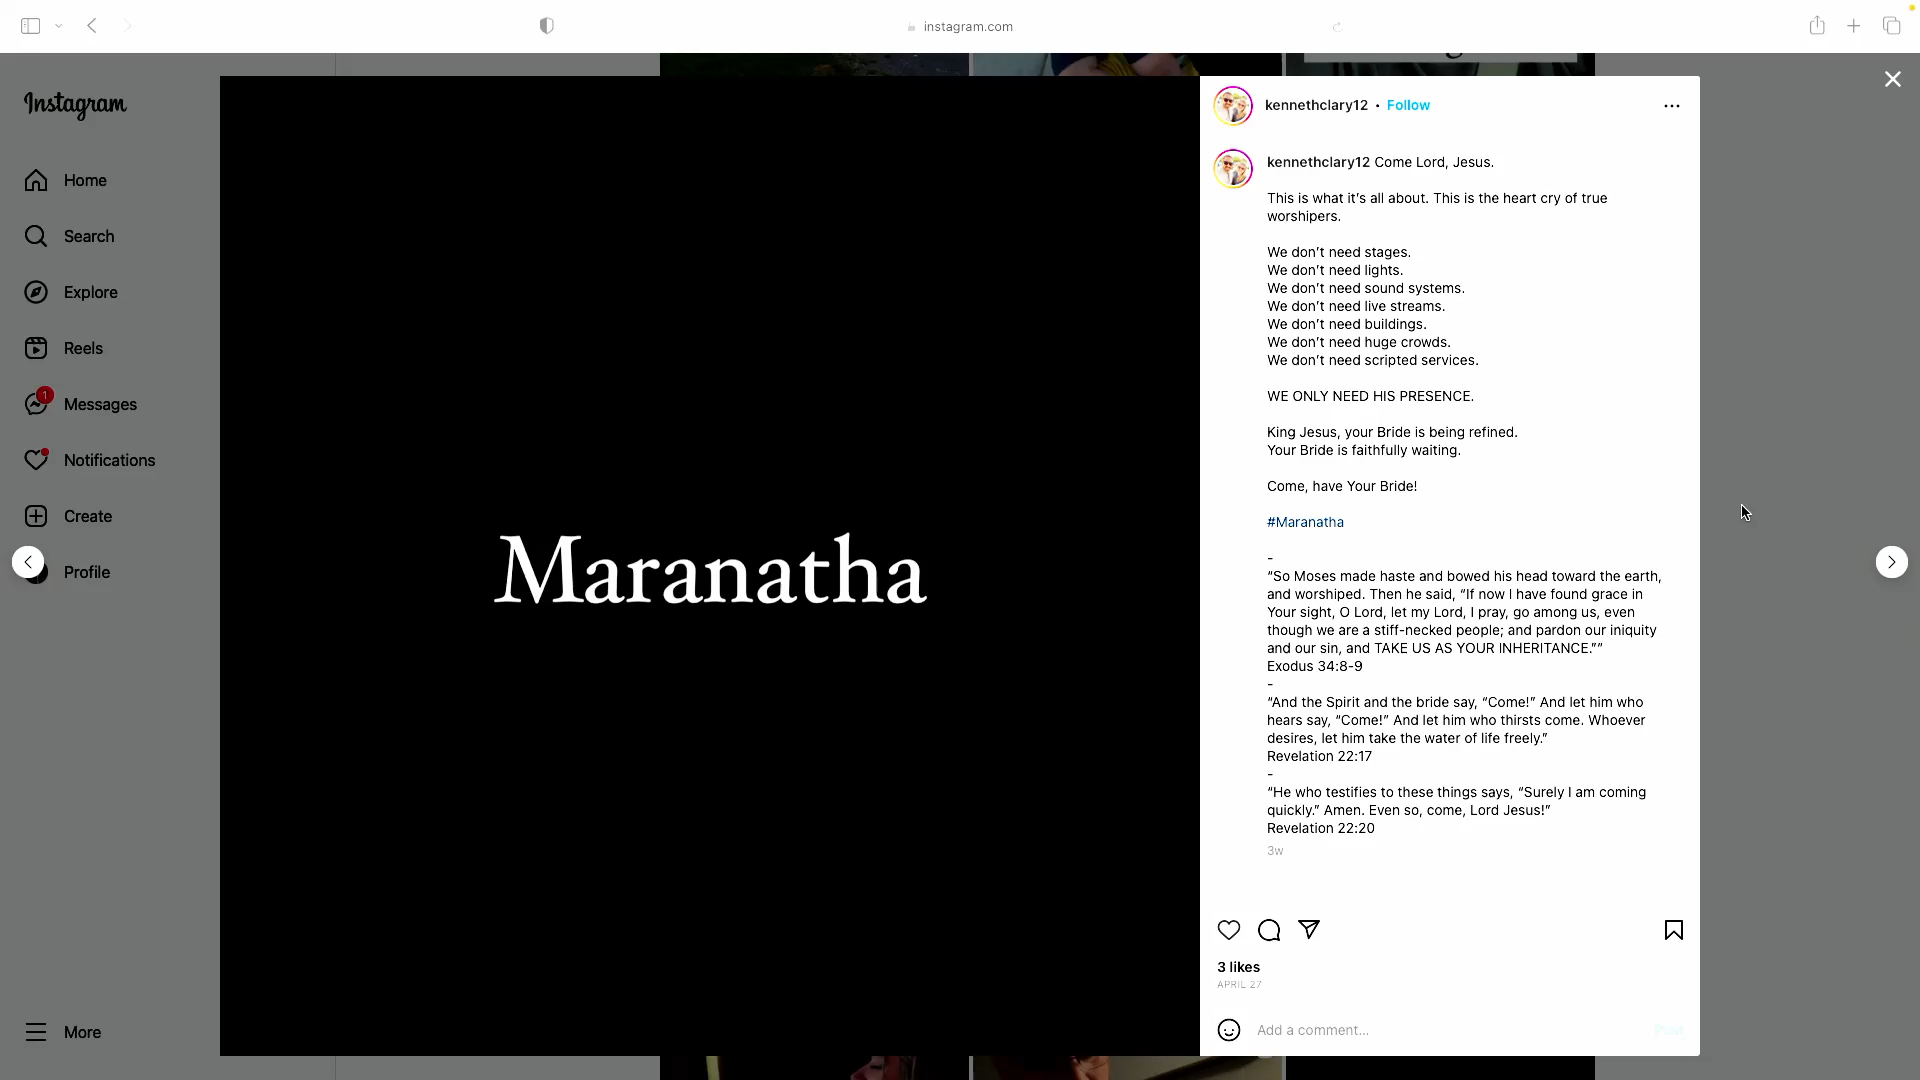 instagram.com
Instagram
Home
Search
Explore
Reels
1
Messages
Notifications
Create
Profile
More
Maranatha
kennethclary12 • Follow
kennethclary12 Come Lord, Jesus.
This is what it's all about. This is the heart cry of true
worshipers.
We don't need stages.
We don't need lights.
We don't need sound systems.
We don't need live streams.
We don't need buildings.
We don't need huge crowds.
We don't need scripted services.
WE ONLY NEED HIS PRESENCE.
King Jesus, your Bride is being refined.
Your Bride is faithfully waiting.
Come, have Your Bride!
#Maranatha
-
“So Moses made haste and bowed his head toward the earth,
and worshiped. Then he said, “If now I have found grace in
Your sight, O Lord, let my Lord, I pray, go among us, even
though we are a stiff-necked people; and pardon our iniquity
and our sin, and TAKE US AS YOUR INHERITANCE.””
Exodus 34:8-9
-
“And the Spirit and the bride say, “Come!” And let him who
hears say, “Come!” And let him who thirsts come. Whoever
desires, let him take the water of life freely.”
Revelation 22:17
-
“He who testifies to these things says, “Surely I am coming
quickly.” Amen. Even so, come, Lord Jesus!”
Revelation 22:20
3w
3 likes
APRIL 27
Add a comment...
Post